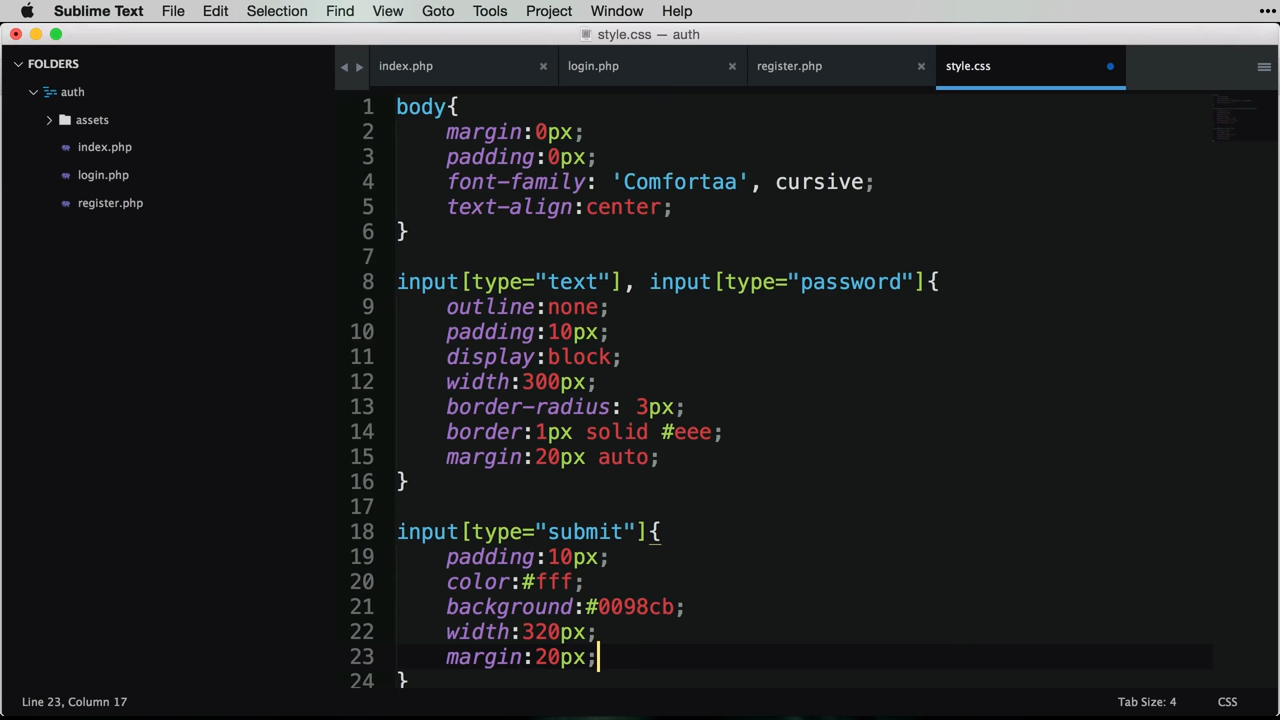 Sublime Text File Edit Selection Find View Goto Tools Project Window Help
style.css — auth
FOLDERS
auth
assets
index.php
login.php
register.php
index.php login.php register.php style.css
1 body{
2 margin:0px;
3 padding:0px;
4 font-family: 'Comfortaa', cursive;
5 text-align:center;
6 }
7
8 input[type="text"], input[type="password"]{
9 outline:none;
10 padding:10px;
11 display:block;
12 width:300px;
13 border-radius: 3px;
14 border:1px solid #eee;
15 margin:20px auto;
16 }
17
18 input[type="submit"]{
19 padding:10px;
20 color:#fff;
21 background:#0098cb;
22 width:320px;
23 margin:20px;
24 }
Line 23, Column 17 Tab Size: 4 CSS